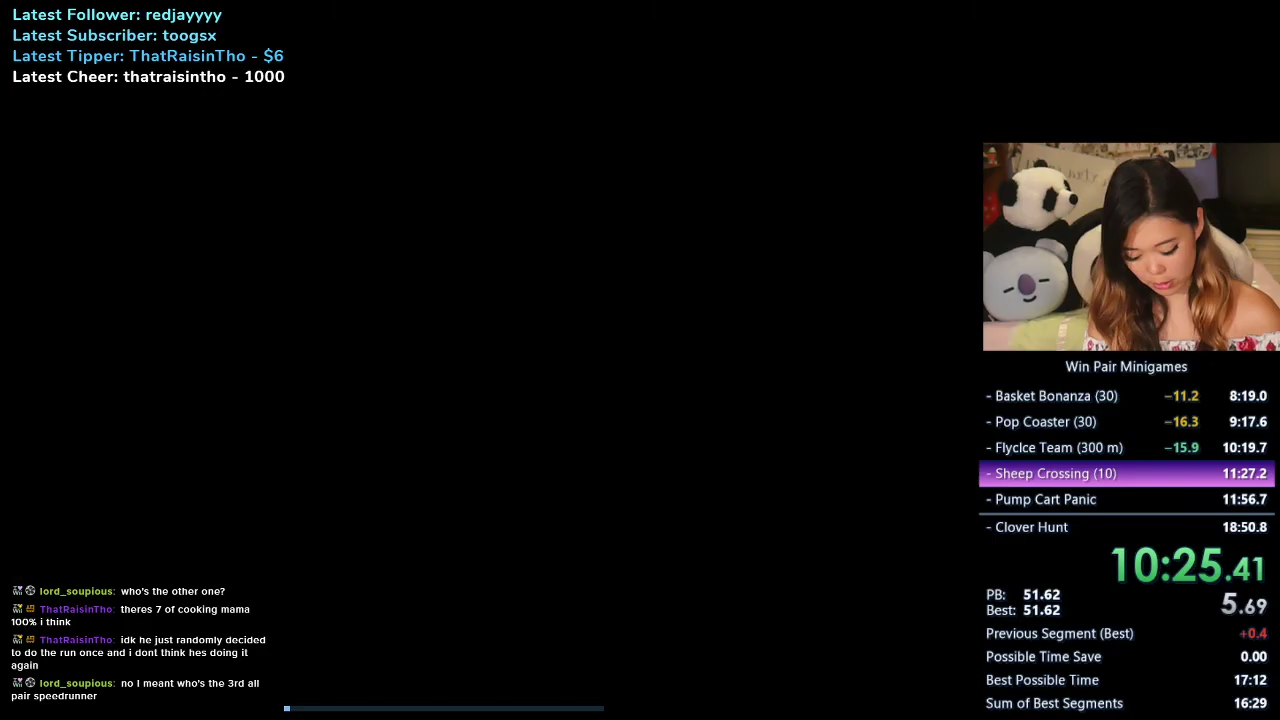 Latest Follower: redjayyyy
Latest Subscriber: toogsx
Latest Tipper: ThatRaisinTho - $6
Latest Cheer: thatraisintho - 1000
Win Pair Minigames
- Basket Bonanza (30) −11.2 8:19.0
- Pop Coaster (30) −16.3 9:17.6
- FlycIce Team (300 m) −15.9 10:19.7
- Sheep Crossing (10) 11:27.2
- Pump Cart Panic 11:56.7
- Clover Hunt 18:50.8
10:25.41
PB: 51.62
Best: 51.62
5.69
Previous Segment (Best) +0.4
Possible Time Save 0.00
Best Possible Time 17:12
Sum of Best Segments 16:29
lord_soupious: who's the other one?
ThatRaisinTho: theres 7 of cooking mama
100% i think
ThatRaisinTho: idk he just randomly decided
to do the run once and i dont think hes doing it
again
lord_soupious: no I meant who's the 3rd all
pair speedrunner